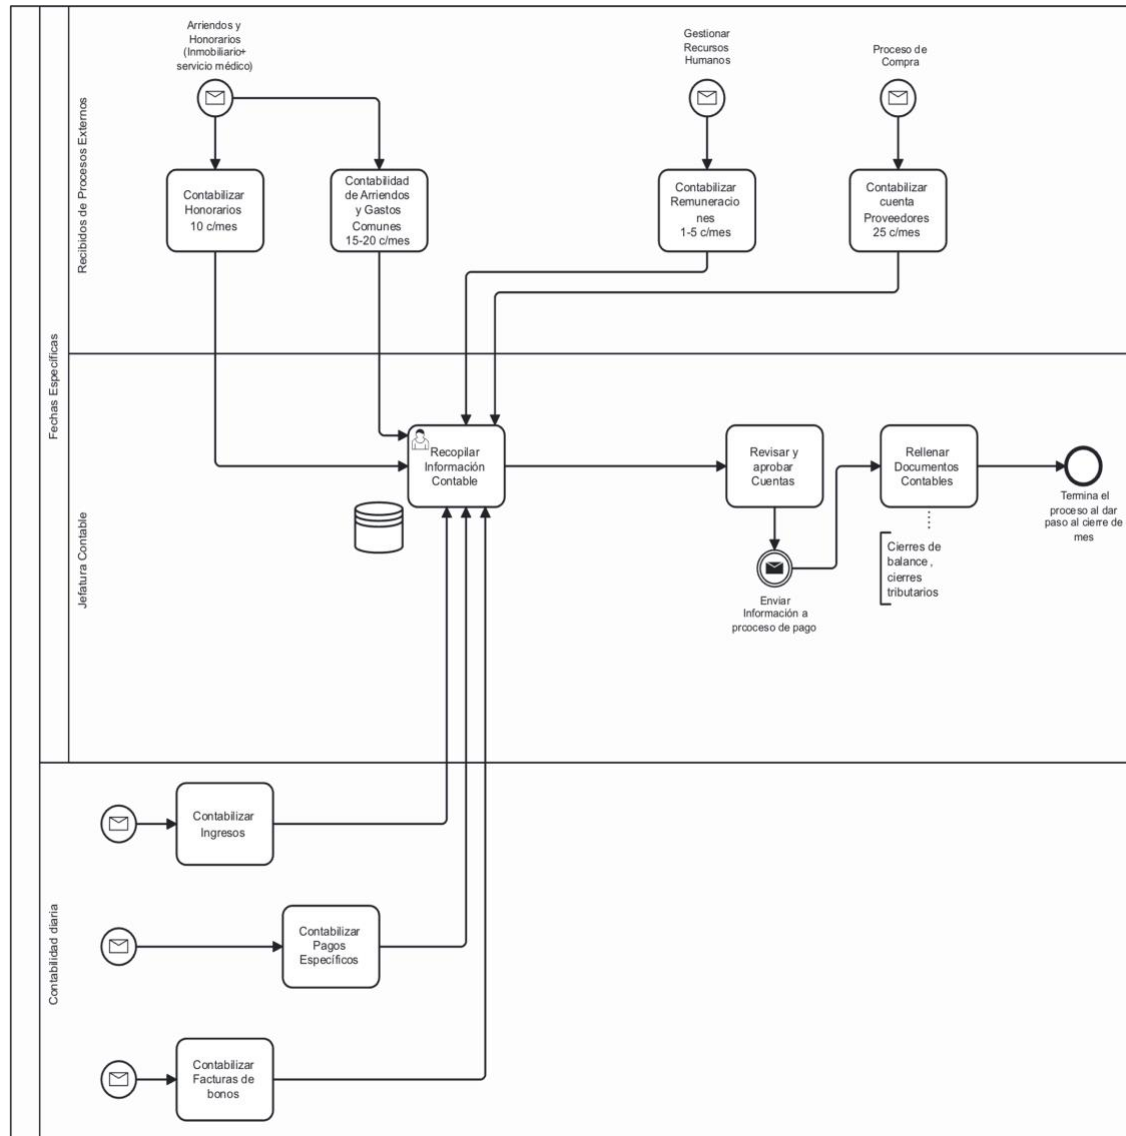 Arriendos y
Honorarios
(Inmobiliario+
servicio médico)
Gestionar
Recursos
Humanos
Proceso de
Compra
Recibidos de Procesos Externos
Contabilizar
Honorarios
10 c/mes
Contabilidad
de Arriendos
y Gastos
Comunes
15-20 c/mes
Contabilizar
Remuneracio
nes
1-5 c/mes
Contabilizar
cuenta
Proveedores
25 c/mes
Fechas Específicas
Jefatura Contable
Recopilar
Información
Contable
Revisar y
aprobar
Cuentas
Rellenar
Documentos
Contables
Termina el
proceso al dar
paso al cierre de
mes
Enviar
Información a
prcoceso de pago
Cierres de
balance ,
cierres
tributarios
Contabilidad diaria
Contabilizar
Ingresos
Contabilizar
Pagos
Específicos
Contabilizar
Facturas de
bonos